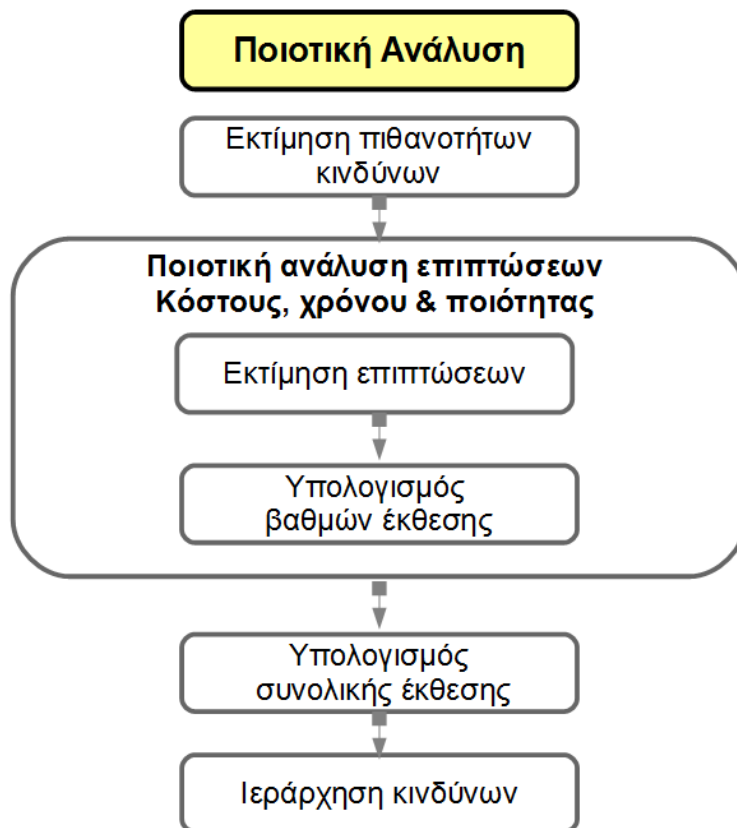 Ποιοτική Ανάλυση
Εκτίμηση πιθανοτήτων
κινδύνων
Ποιοτική ανάλυση επιπτώσεων
Κόστους, χρόνου & ποιότητας
Εκτίμηση επιπτώσεων
Υπολογισμός
βαθμών έκθεσης
Υπολογισμός
συνολικής έκθεσης
Ιεράρχηση κινδύνων